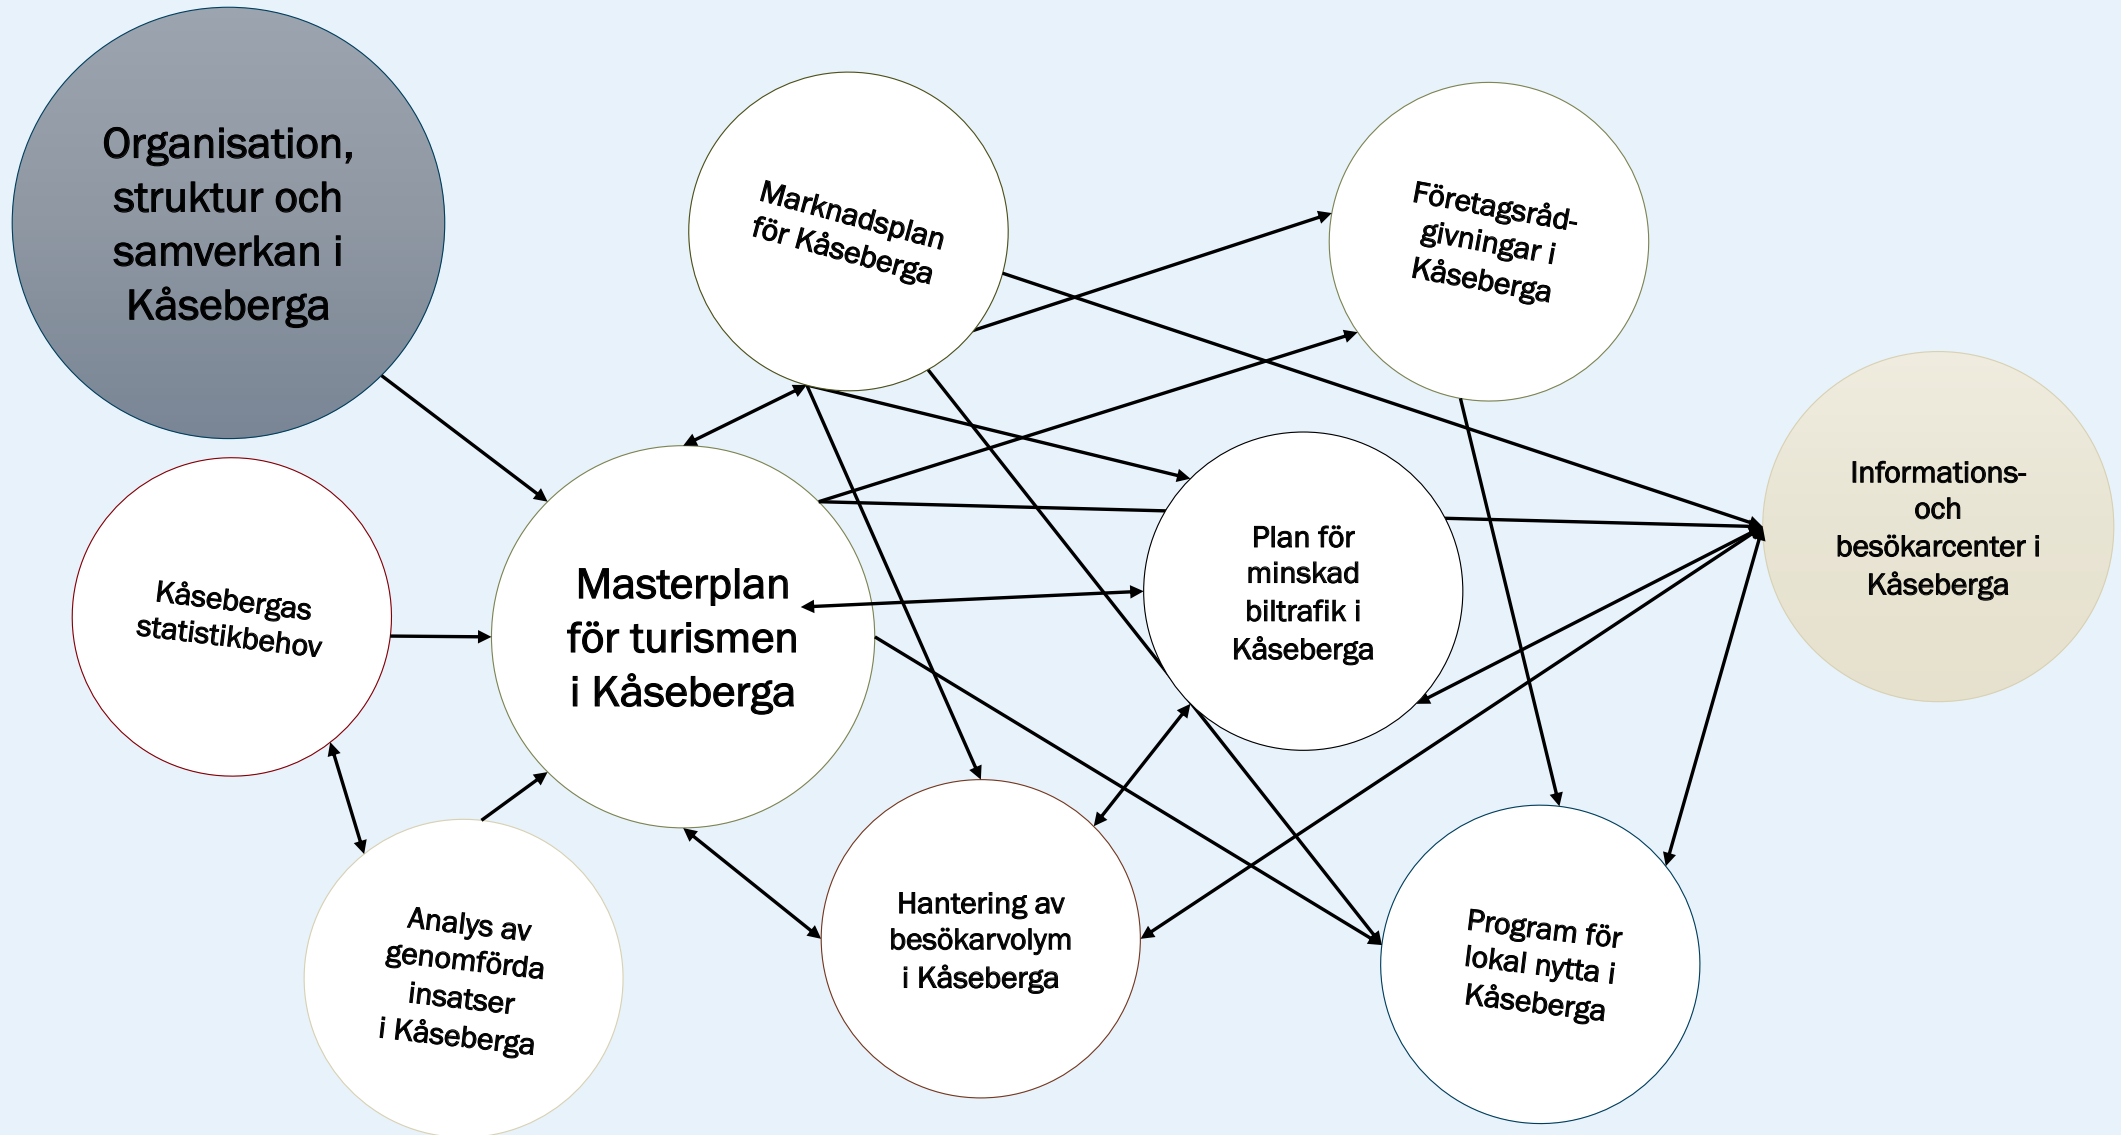 Organisation,
struktur och
samverkan i
Kåseberga
Marknadsplan
för Kåseberga
Företagsråd-
givningar i
Kåseberga
Informations-
och
besökarcenter i
Kåseberga
Plan för
minskad
biltrafik i
Kåseberga
Masterplan
för turismen
i Kåseberga
Kåsebergas
statistikbehov
Analys av
genomförda
insatser
i Kåseberga
Hantering av
besökarvolym
i Kåseberga
Program för
lokal nytta i
Kåseberga